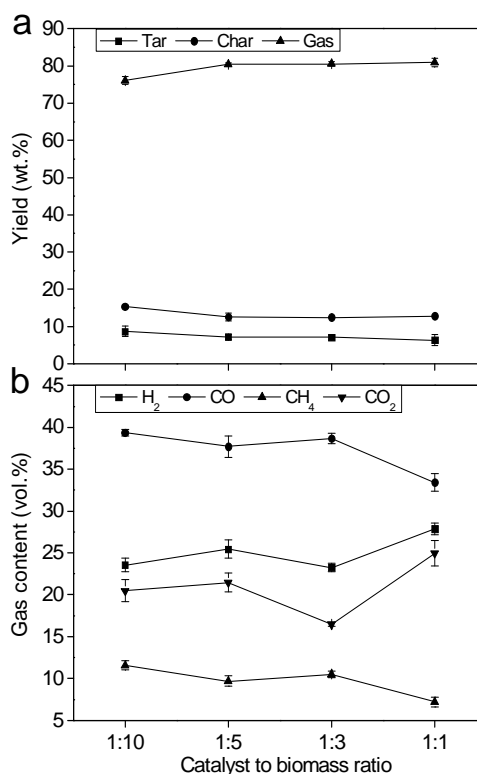 a
90
Tar Char Gas
80
70
60
50
40
30
20
10
0
Yield (wt.%)
b
45
H₂ CO CH₄ CO₂
40
35
30
25
20
15
10
5
Gas content (vol.%)
1:10 1:5 1:3 1:1
Catalyst to biomass ratio